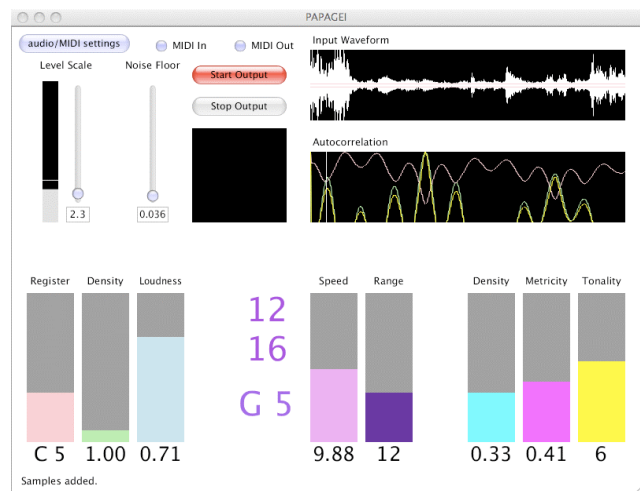 PAPAGEI
audio/MIDI settings
MIDI In
MIDI Out
Input Waveform
Level Scale
Noise Floor
Start Output
Stop Output
Autocorrelation
2.3
0.036
Register
Density
Loudness
Speed
Range
Density
Metricity
Tonality
12
16
G 5
C 5
1.00
0.71
9.88
12
0.33
0.41
6
Samples added.